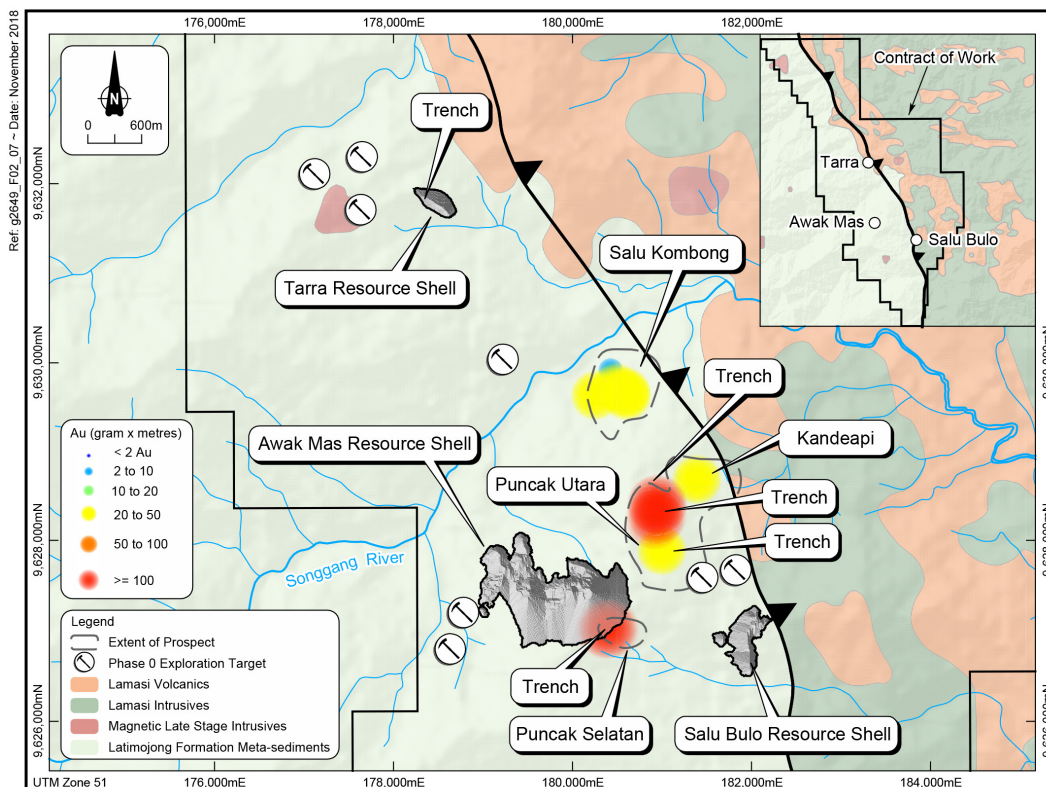 Ref: g2649_F02_07 ~ Date: November 2018
176,000mE
178,000mE
180,000mE
182,000mE
N
0 600m
Trench
Contract of Work
Tarra
Awak Mas
Salu Bulo
9,632,000mN
Tarra Resource Shell
Salu Kombong
9,630,000mN
Trench
Au (gram x metres)
< 2 Au
2 to 10
10 to 20
20 to 50
50 to 100
>= 100
Awak Mas Resource Shell
Kandeapi
Puncak Utara
Trench
Trench
9,628,000mN
9,628,000mN
Songgang River
Legend
Extent of Prospect
Phase 0 Exploration Target
Lamasi Volcanics
Lamasi Intrusives
Magnetic Late Stage Intrusives
Latimojong Formation Meta-sediments
Trench
Puncak Selatan
Salu Bulo Resource Shell
9,626,000mN
UTM Zone 51
176,000mE
178,000mE
180,000mE
182,000mE
184,000mE